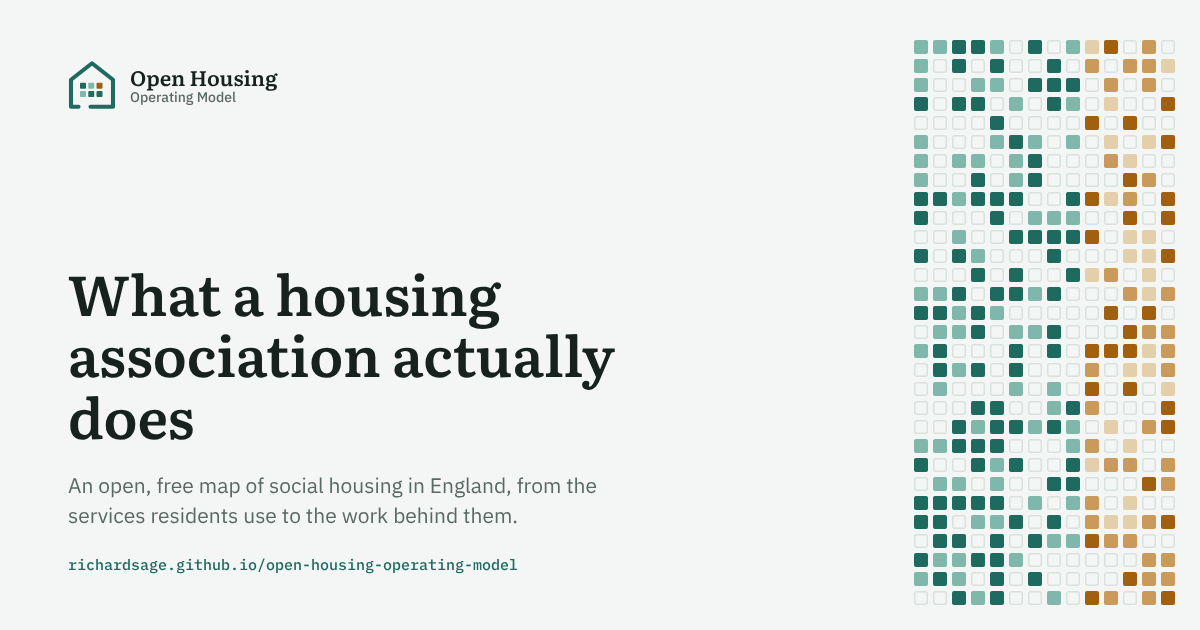 Open Housing
Operating Model
What a housing
association actually
does
An open, free map of social housing in England, from the
services residents use to the work behind them.
richardsage.github.io/open-housing-operating-model